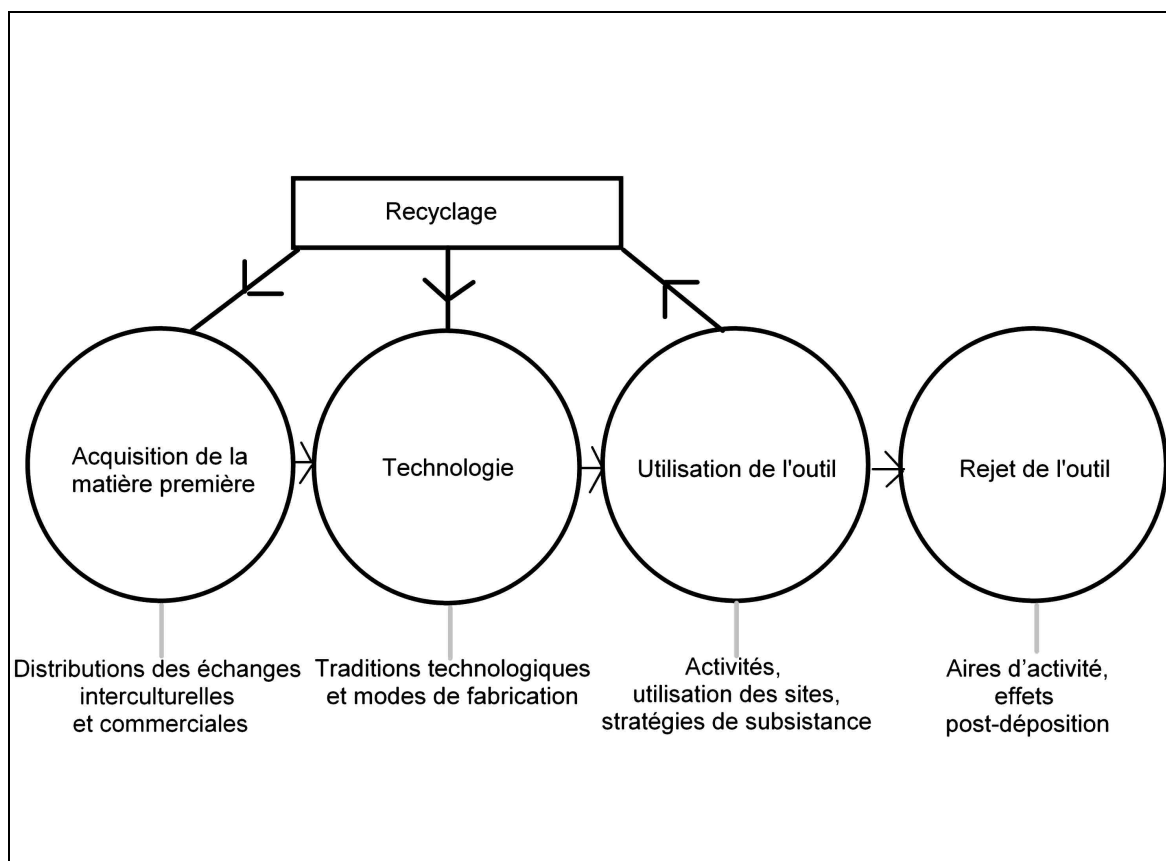 Recyclage
Acquisition de la
matière première
Technologie
Utilisation de l'outil
Rejet de l'outil
Distributions des échanges
interculturelles
et commerciales
Traditions technologiques
et modes de fabrication
Activités,
utilisation des sites,
stratégies de subsistance
Aires d’activité,
effets
post-déposition